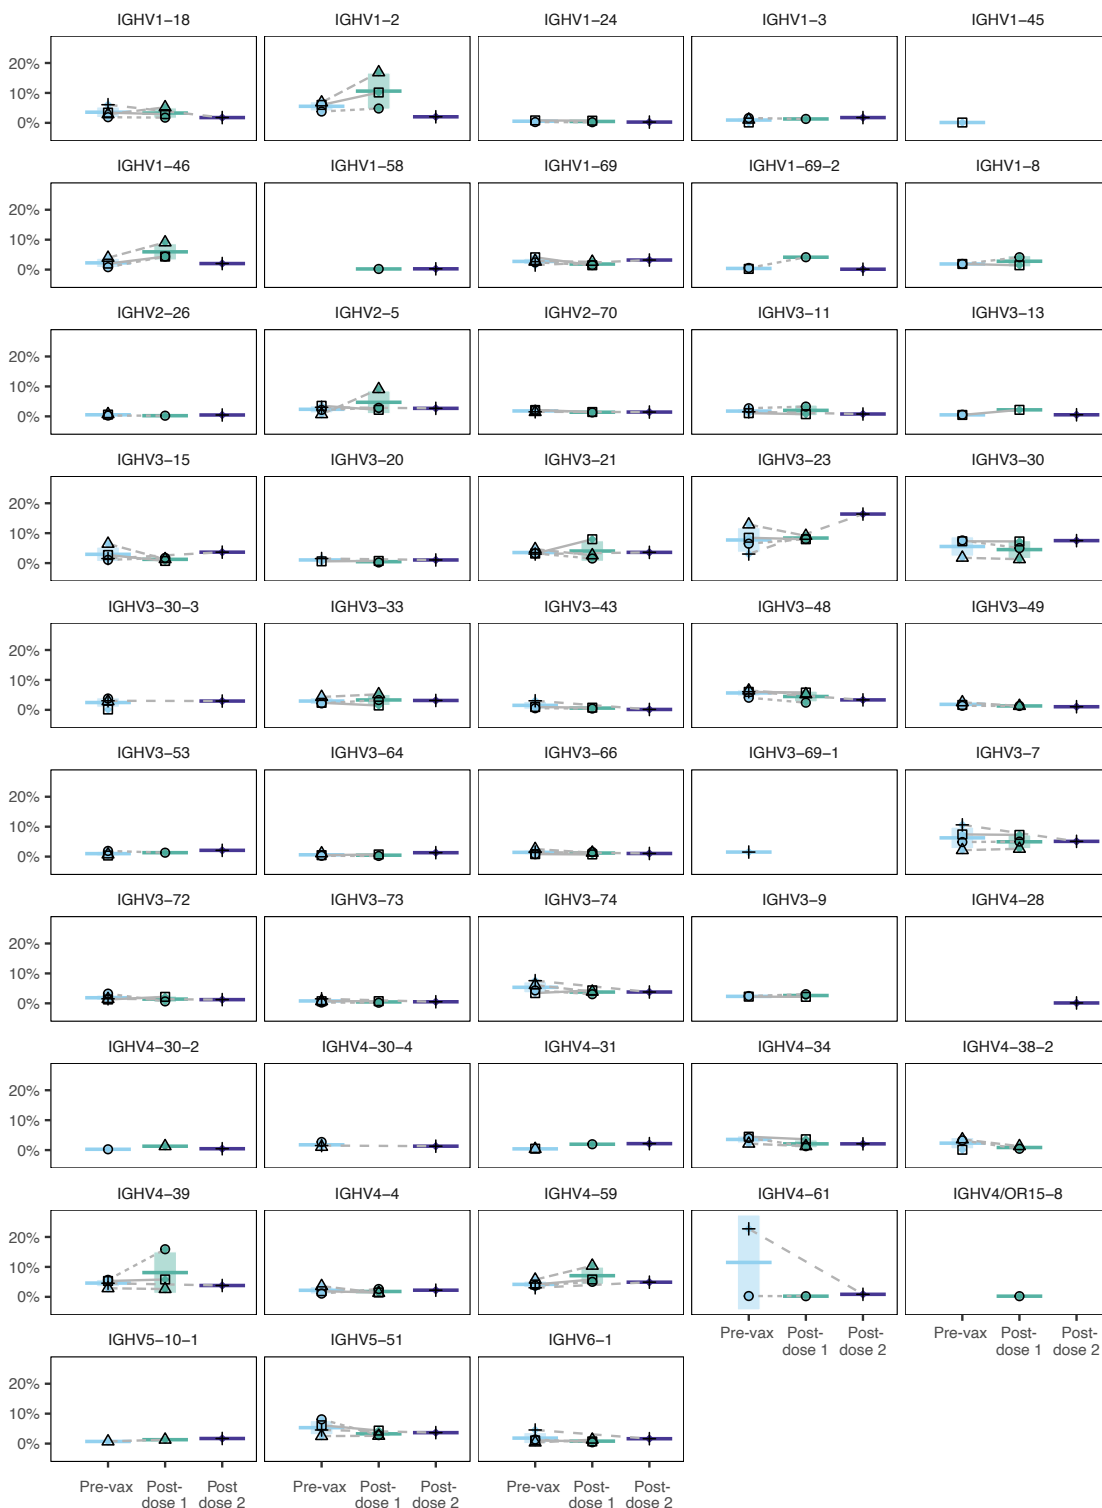 IGHV1−18 IGHV1−2 IGHV1−24 IGHV1−3 IGHV1−45
20%
10%
0%
IGHV1−46 IGHV1−58 IGHV1−69 IGHV1−69−2 IGHV1−8
20%
10%
0%
IGHV2−26 IGHV2−5 IGHV2−70 IGHV3−11 IGHV3−13
20%
10%
0%
IGHV3−15 IGHV3−20 IGHV3−21 IGHV3−23 IGHV3−30
20%
10%
0%
IGHV3−30−3 IGHV3−33 IGHV3−43 IGHV3−48 IGHV3−49
20%
10%
0%
IGHV3−53 IGHV3−64 IGHV3−66 IGHV3−69−1 IGHV3−7
20%
10%
0%
IGHV3−72 IGHV3−73 IGHV3−74 IGHV3−9 IGHV4−28
20%
10%
0%
IGHV4−30−2 IGHV4−30−4 IGHV4−31 IGHV4−34 IGHV4−38−2
20%
10%
0%
IGHV4−39 IGHV4−4 IGHV4−59 IGHV4−61 IGHV4/OR15−8
20%
10%
0%
Pre-vax Post- Post- Pre-vax Post- Post-
dose 1 dose 2 dose 1 dose 2
IGHV5−10−1 IGHV5−51 IGHV6−1
20%
10%
0%
Pre-vax Post- Post Pre-vax Post- Post- Pre-vax Post- Post-
dose 1 dose 2 dose 1 dose 2 dose 1 dose 2